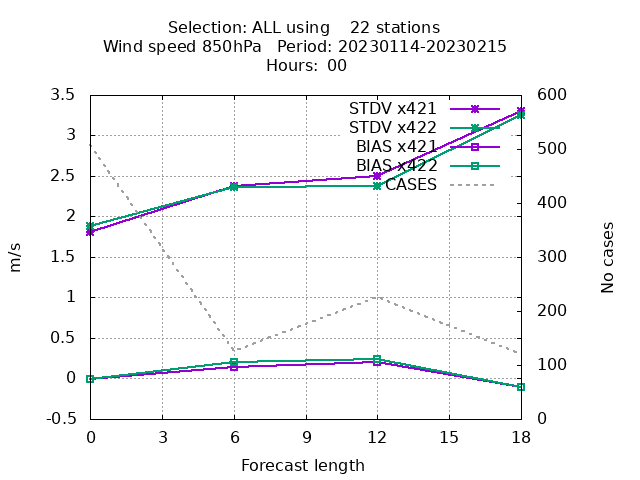 Selection: ALL using    22 stations
Wind speed 850hPa   Period: 20230114-20230215
Hours: 00
3.5
3
2.5
2
1.5
1
0.5
0
-0.5
600
500
400
300
200
100
0
STDV x421
STDV x422
BIAS x421
BIAS x422
CASES
m/s
No cases
0 3 6 9 12 15 18
Forecast length